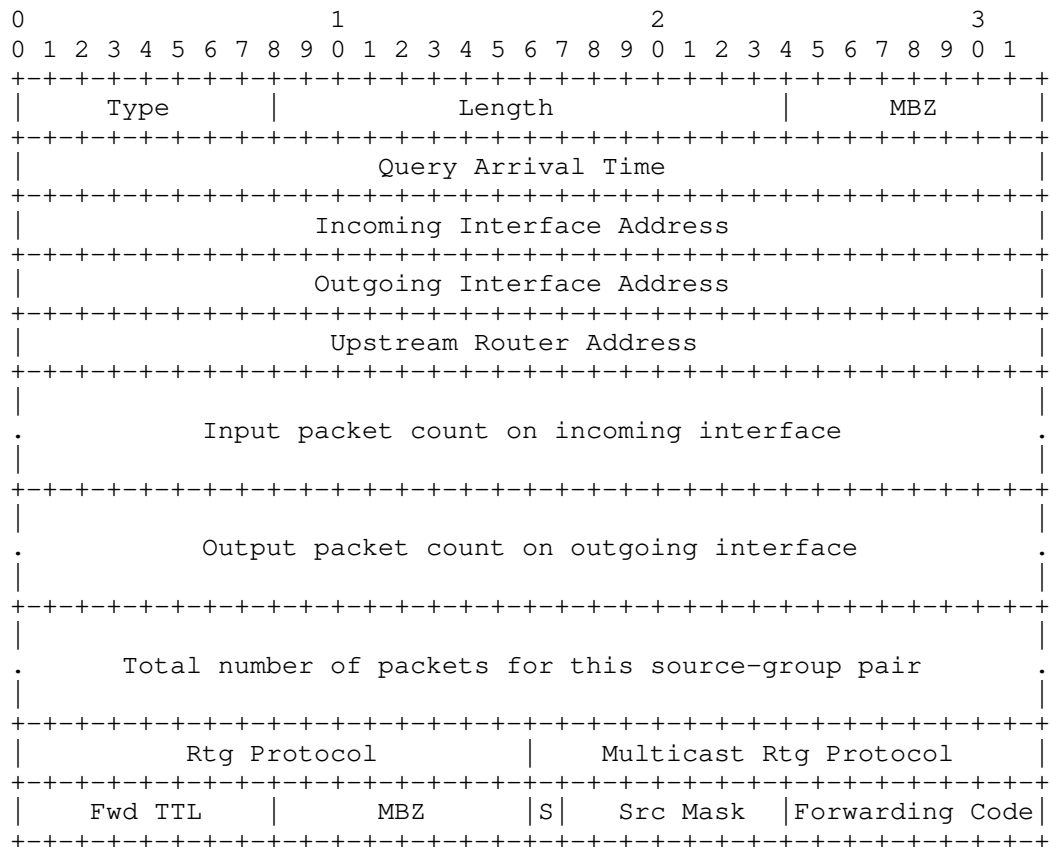 0                   1                   2                   3
0 1 2 3 4 5 6 7 8 9 0 1 2 3 4 5 6 7 8 9 0 1 2 3 4 5 6 7 8 9 0 1
+-+-+-+-+-+-+-+-+-+-+-+-+-+-+-+-+-+-+-+-+-+-+-+-+-+-+-+-+-+-+-+-+
|     Type      |           Length              |      MBZ      |
+-+-+-+-+-+-+-+-+-+-+-+-+-+-+-+-+-+-+-+-+-+-+-+-+-+-+-+-+-+-+-+-+
|                      Query Arrival Time                       |
+-+-+-+-+-+-+-+-+-+-+-+-+-+-+-+-+-+-+-+-+-+-+-+-+-+-+-+-+-+-+-+-+
|                  Incoming Interface Address                   |
+-+-+-+-+-+-+-+-+-+-+-+-+-+-+-+-+-+-+-+-+-+-+-+-+-+-+-+-+-+-+-+-+
|                  Outgoing Interface Address                   |
+-+-+-+-+-+-+-+-+-+-+-+-+-+-+-+-+-+-+-+-+-+-+-+-+-+-+-+-+-+-+-+-+
|                   Upstream Router Address                     |
+-+-+-+-+-+-+-+-+-+-+-+-+-+-+-+-+-+-+-+-+-+-+-+-+-+-+-+-+-+-+-+-+
|                                                               |
.           Input packet count on incoming interface            .
|                                                               |
+-+-+-+-+-+-+-+-+-+-+-+-+-+-+-+-+-+-+-+-+-+-+-+-+-+-+-+-+-+-+-+-+
|                                                               |
.           Output packet count on outgoing interface           .
|                                                               |
+-+-+-+-+-+-+-+-+-+-+-+-+-+-+-+-+-+-+-+-+-+-+-+-+-+-+-+-+-+-+-+-+
|                                                               |
.      Total number of packets for this source-group pair       .
|                                                               |
+-+-+-+-+-+-+-+-+-+-+-+-+-+-+-+-+-+-+-+-+-+-+-+-+-+-+-+-+-+-+-+-+
|          Rtg Protocol         |    Multicast Rtg Protocol     |
+-+-+-+-+-+-+-+-+-+-+-+-+-+-+-+-+-+-+-+-+-+-+-+-+-+-+-+-+-+-+-+-+
|    Fwd TTL    |      MBZ      |S|   Src Mask  |Forwarding Code|
+-+-+-+-+-+-+-+-+-+-+-+-+-+-+-+-+-+-+-+-+-+-+-+-+-+-+-+-+-+-+-+-+